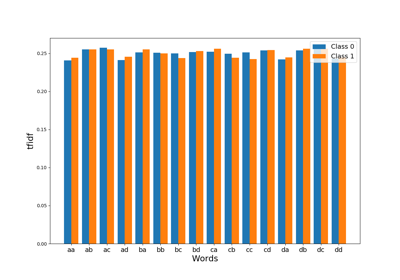 Class 0
Class 1
0.25
0.20
0.15
0.10
0.05
0.00
tfidf
aa ab ac ad ba bb bc bd ca cb cc cd da db dc dd
Words